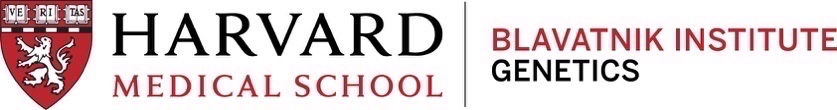 VE RI TAS
HARVARD
MEDICAL SCHOOL
BLAVATNIK INSTITUTE
GENETICS